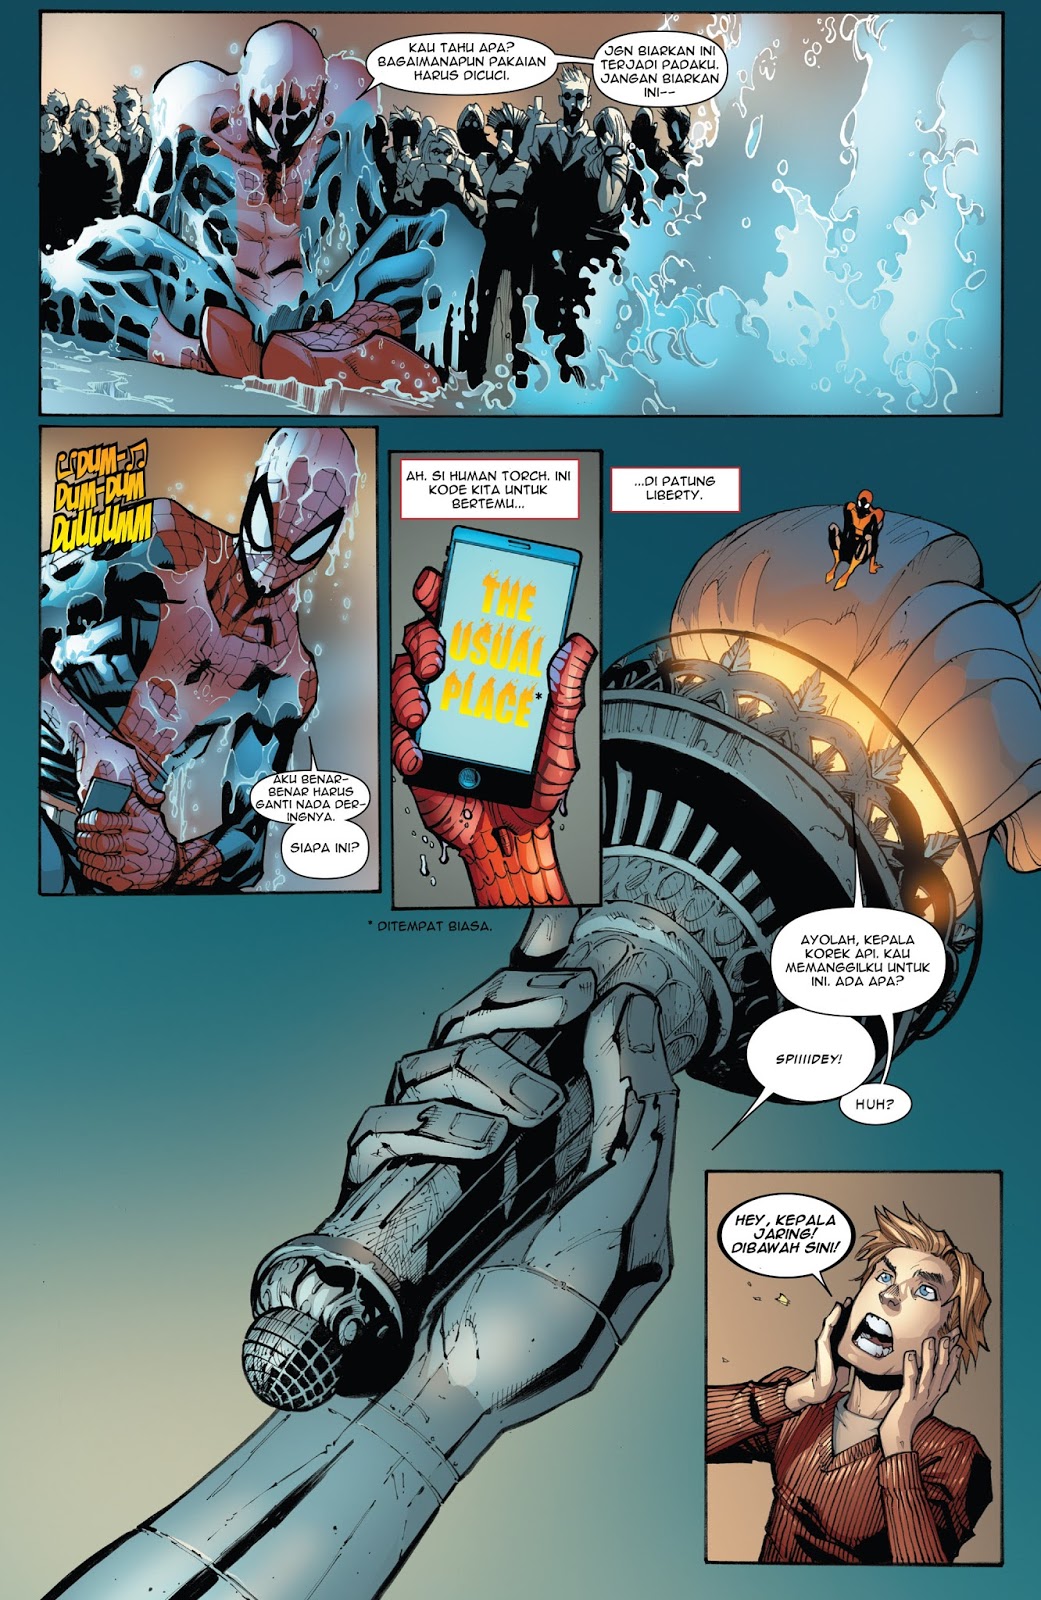 KAU TAHU APA?
BAGAIMANAPUN PAKAIAN
HARUS DICUCI.
JGN BIARKAN INI
TERJADI PADAKU.
JANGAN BIARKAN
INI--
♫DUM-♫
DUM-DUM
DUUUUMM
AKU BENAR-
BENAR HARUS
GANTI NADA DER-
INGNYA.
SIAPA INI?
AH. SI HUMAN TORCH. INI
KODE KITA UNTUK
BERTEMU...
THE
USUAL
PLACE*
* DITEMPAT BIASA.
...DI PATUNG
LIBERTY.
AYOLAH, KEPALA
KOREK API. KAU
MEMANGGILKU UNTUK
INI. ADA APA?
SPIIIIDEY!
HUH?
HEY, KEPALA
JARING!
DIBAWAH SINI!